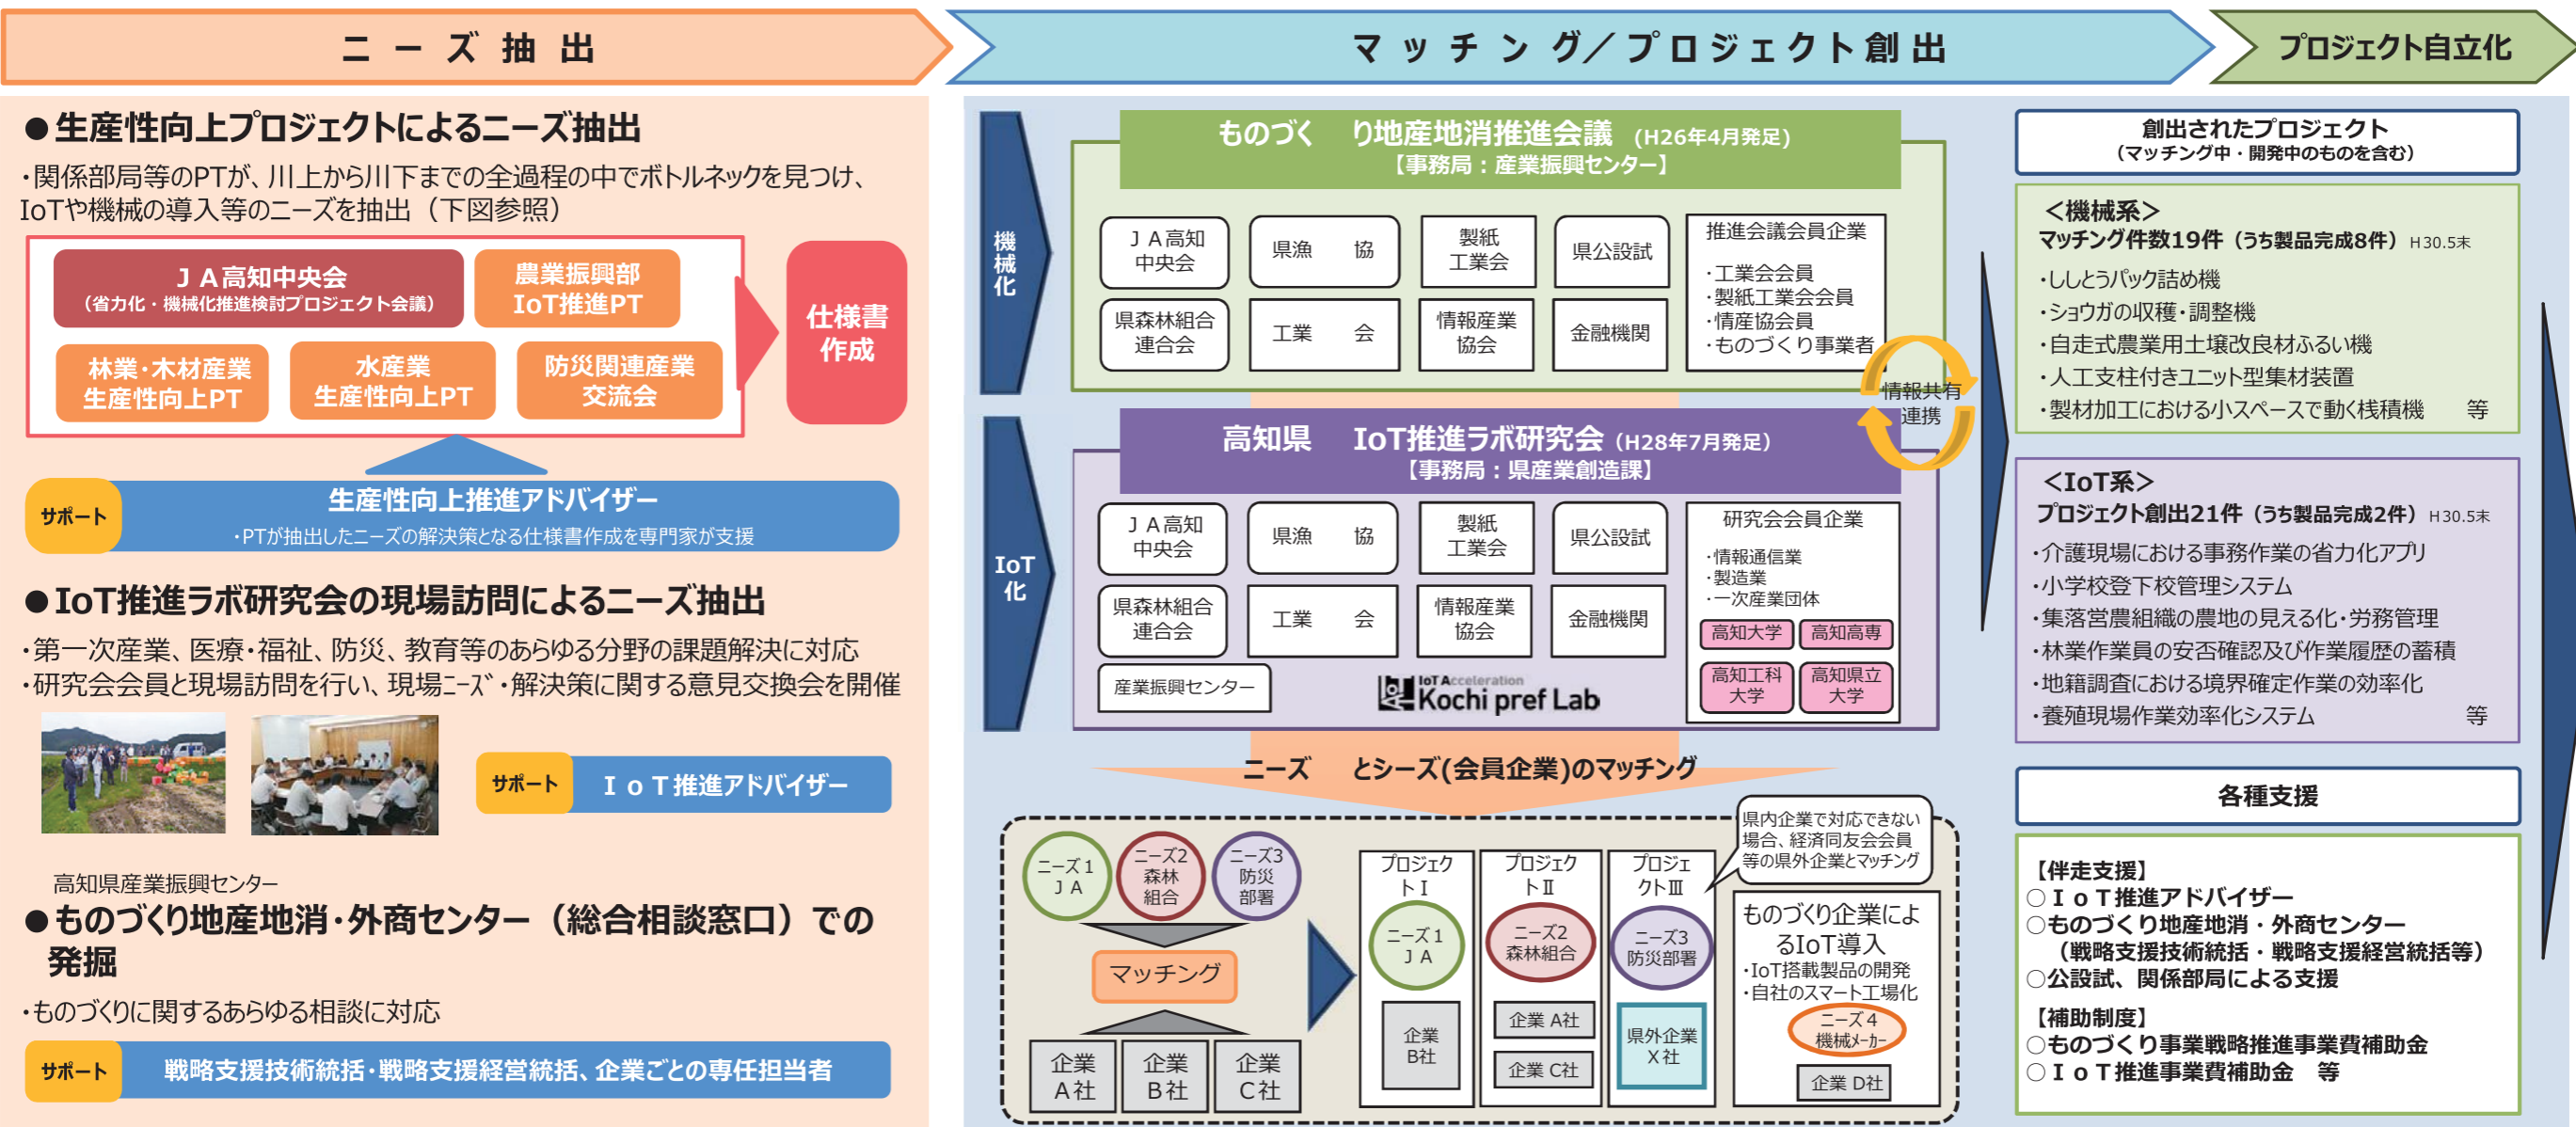 ニーズ抽出
マッチング／プロジェクト創出
プロジェクト自立化
●生産性向上プロジェクトによるニーズ抽出
・関係部局等のPTが、川上から川下までの全過程の中でボトルネックを見つけ、
IoTや機械の導入等のニーズを抽出（下図参照）
ＪＡ高知中央会
（省力化・機械化推進検討プロジェクト会議）
農業振興部
IoT推進PT
林業・木材産業
生産性向上PT
水産業
生産性向上PT
防災関連産業
交流会
仕様書
作成
サポート
生産性向上推進アドバイザー
・PTが抽出したニーズの解決策となる仕様書作成を専門家が支援
●IoT推進ラボ研究会の現場訪問によるニーズ抽出
・第一次産業、医療・福祉、防災、教育等のあらゆる分野の課題解決に対応
・研究会会員と現場訪問を行い、現場ﾆｰｽﾞ・解決策に関する意見交換会を開催
サポート
ＩｏＴ推進アドバイザー
高知県産業振興センター
●ものづくり地産地消・外商センター（総合相談窓口）での
発掘
・ものづくりに関するあらゆる相談に対応
サポート
戦略支援技術統括・戦略支援経営統括、企業ごとの専任担当者
機械化
ものづく　り地産地消推進会議（H26年4月発足）
【事務局：産業振興センター】
ＪＡ高知
中央会
県漁　協
製紙
工業会
県公設試
県森林組合
連合会
工業　会
情報産業
協会
金融機関
推進会議会員企業
・工業会会員
・製紙工業会会員
・情産協会員
・ものづくり事業者
情報共有
連携
IoT
化
高知県　IoT推進ラボ研究会（H28年7月発足）
【事務局：県産業創造課】
ＪＡ高知
中央会
県漁　協
製紙
工業会
県公設試
県森林組合
連合会
工業　会
情報産業
協会
金融機関
産業振興センター
IoT Acceleration
Kochi pref Lab
研究会会員企業
・情報通信業
・製造業
・一次産業団体
高知大学
高知高専
高知工科
大学
高知県立
大学
ニーズ　とシーズ(会員企業)のマッチング
ニーズ１
ＪＡ
ニーズ2
森林
組合
ニーズ3
防災
部署
マッチング
企業
Ａ社
企業
Ｂ社
企業
Ｃ社
プロジェク
トⅠ
ニーズ１
ＪＡ
企業
B社
プロジェク
トⅡ
ニーズ2
森林組合
企業 A社
企業 C社
プロジェ
クトⅢ
ニーズ3
防災部署
県外企業
Ｘ社
県内企業で対応できない
場合、経済同友会会員
等の県外企業とマッチング
ものづくり企業によ
るIoT導入
・IoT搭載製品の開発
・自社のスマート工場化
ニーズ４
機械ﾒｰｶｰ
企業 D社
創出されたプロジェクト
（マッチング中・開発中のものを含む）
＜機械系＞
マッチング件数19件（うち製品完成8件）Ｈ30.5末
・ししとうパック詰め機
・ショウガの収穫・調整機
・自走式農業用土壌改良材ふるい機
・人工支柱付きユニット型集材装置
・製材加工における小スペースで動く桟積機　等
＜IoT系＞
プロジェクト創出21件（うち製品完成2件）Ｈ30.5末
・介護現場における事務作業の省力化アプリ
・小学校登下校管理システム
・集落営農組織の農地の見える化・労務管理
・林業作業員の安否確認及び作業履歴の蓄積
・地籍調査における境界確定作業の効率化
・養殖現場作業効率化システム　等
各種支援
【伴走支援】
○ＩｏＴ推進アドバイザー
○ものづくり地産地消・外商センター
（戦略支援技術統括・戦略支援経営統括等）
○公設試、関係部局による支援
【補助制度】
○ものづくり事業戦略推進事業費補助金
○ＩｏＴ推進事業費補助金　等